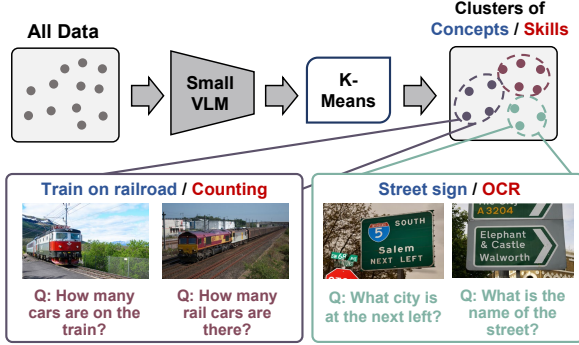 All Data
Small
VLM
K-
Means
Clusters of
Concepts / Skills
Train on railroad / Counting
Q: How many
cars are on the
train?
Q: How many
rail cars are
there?
Street sign / OCR
SOUTH
5
Salem
NEXT LEFT
A3204
Elephant
& Castle
Walworth
Q: What city is
at the next left?
Q: What is the
name of the
street?